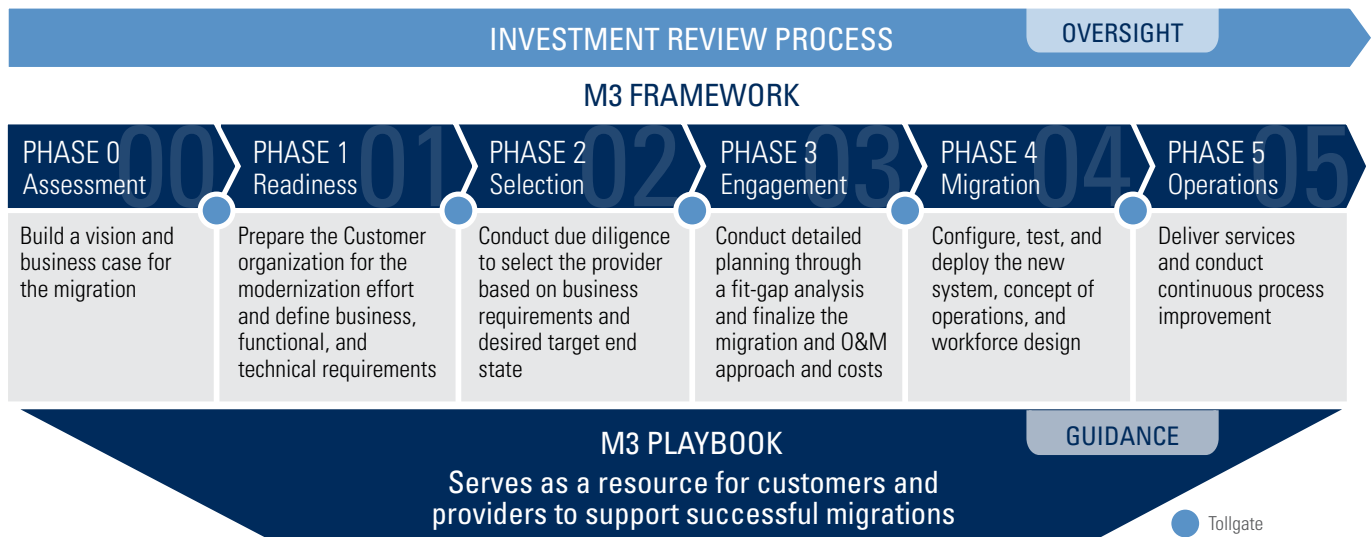 INVESTMENT REVIEW PROCESS
OVERSIGHT
M3 FRAMEWORK
00
PHASE 0
Assessment
01
PHASE 1
Readiness
02
PHASE 2
Selection
03
PHASE 3
Engagement
04
PHASE 4
Migration
05
PHASE 5
Operations
Build a vision and
business case for
the migration
Prepare the Customer
organization for the
modernization effort
and define business,
functional, and
technical requirements
Conduct due diligence
to select the provider
based on business
requirements and
desired target end
state
Conduct detailed
planning through
a fit-gap analysis
and finalize the
migration and O&M
approach and costs
Configure, test, and
deploy the new
system, concept of
operations, and
workforce design
Deliver services
and conduct
continuous process
improvement
M3 PLAYBOOK
GUIDANCE
Serves as a resource for customers and
providers to support successful migrations
Tollgate